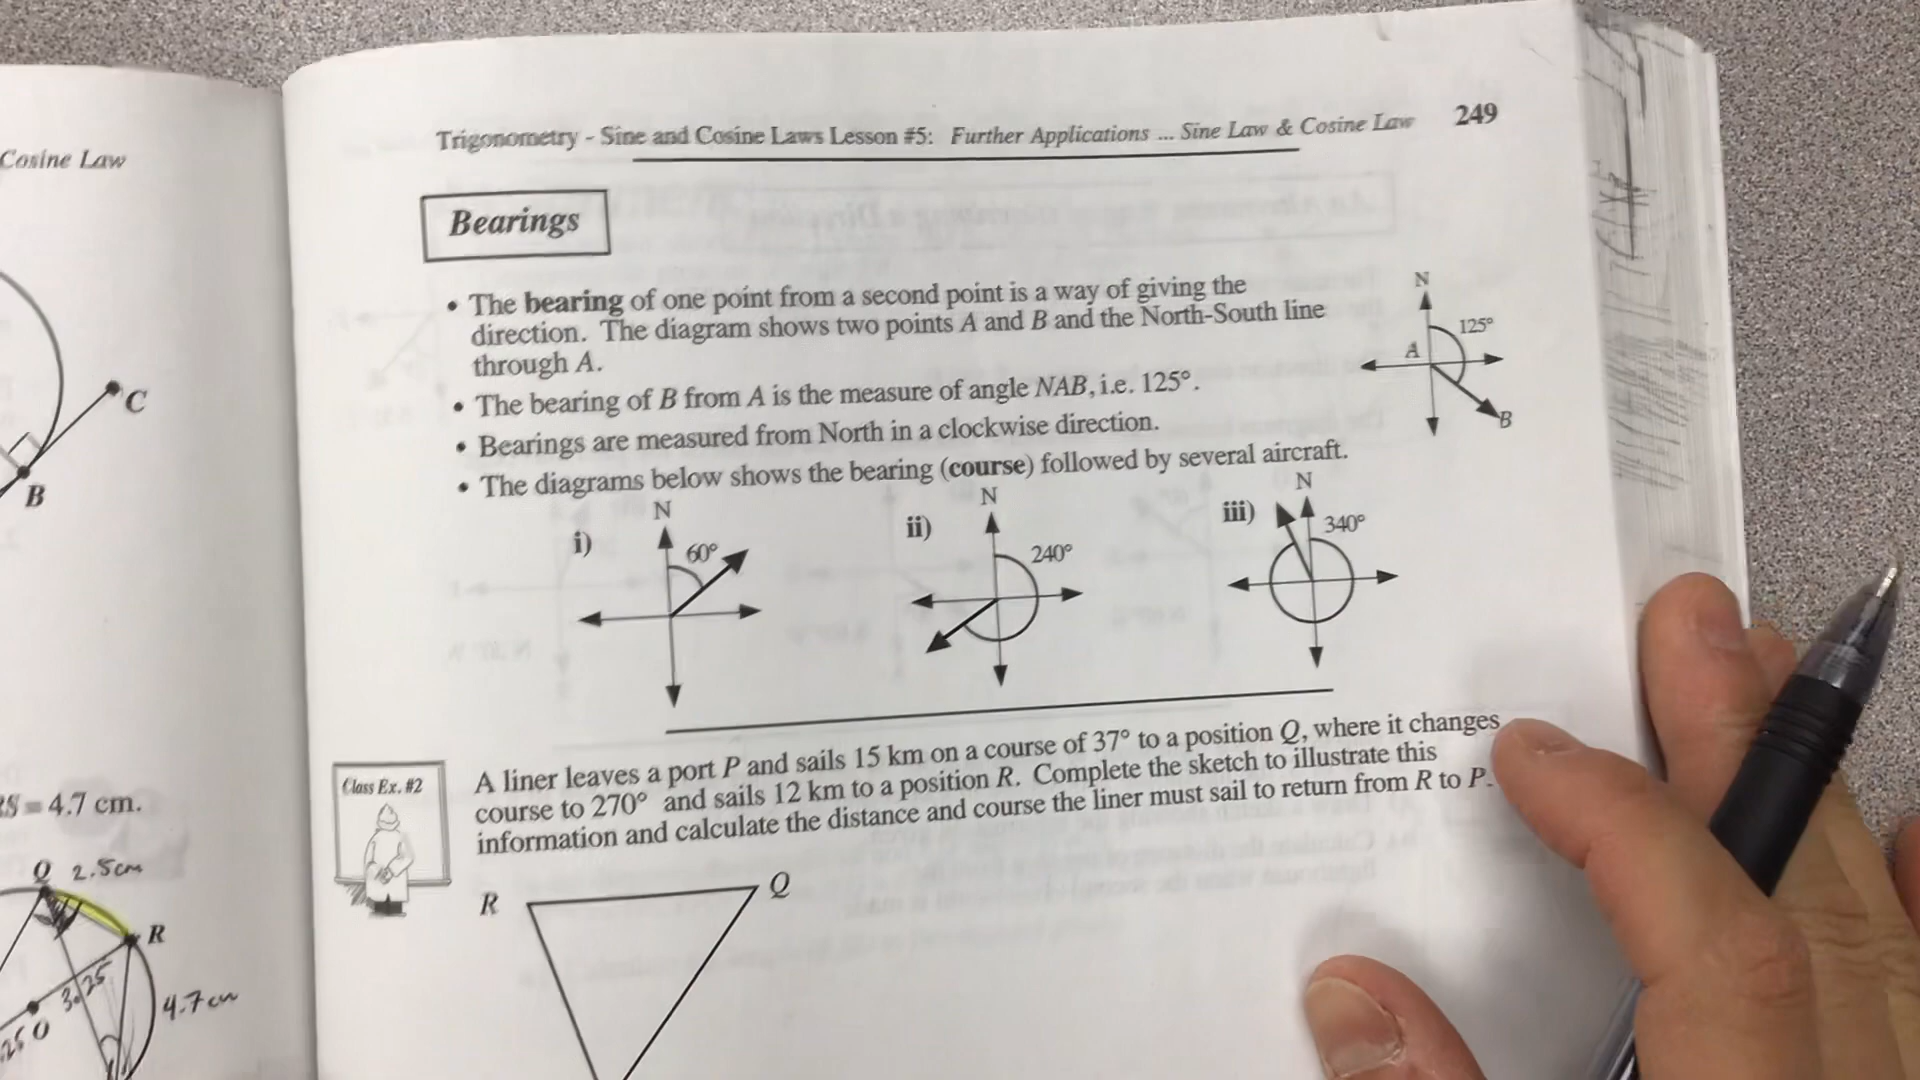 Cosine Law
C
B
RS = 4.7 cm.
Q 2.5cm
R
3.25
O
4.7cm
Trigonometry - Sine and Cosine Laws Lesson #5: Further Applications ... Sine Law & Cosine Law 249
Bearings
• The bearing of one point from a second point is a way of giving the
direction. The diagram shows two points A and B and the North-South line
through A.
• The bearing of B from A is the measure of angle NAB, i.e. 125°.
• Bearings are measured from North in a clockwise direction.
• The diagrams below shows the bearing (course) followed by several aircraft.
N
125°
A
B
i)
N
60°
ii)
N
240°
iii)
N
340°
Class Ex. #2
A liner leaves a port P and sails 15 km on a course of 37° to a position Q, where it changes
course to 270° and sails 12 km to a position R. Complete the sketch to illustrate this
information and calculate the distance and course the liner must sail to return from R to P.
R
Q